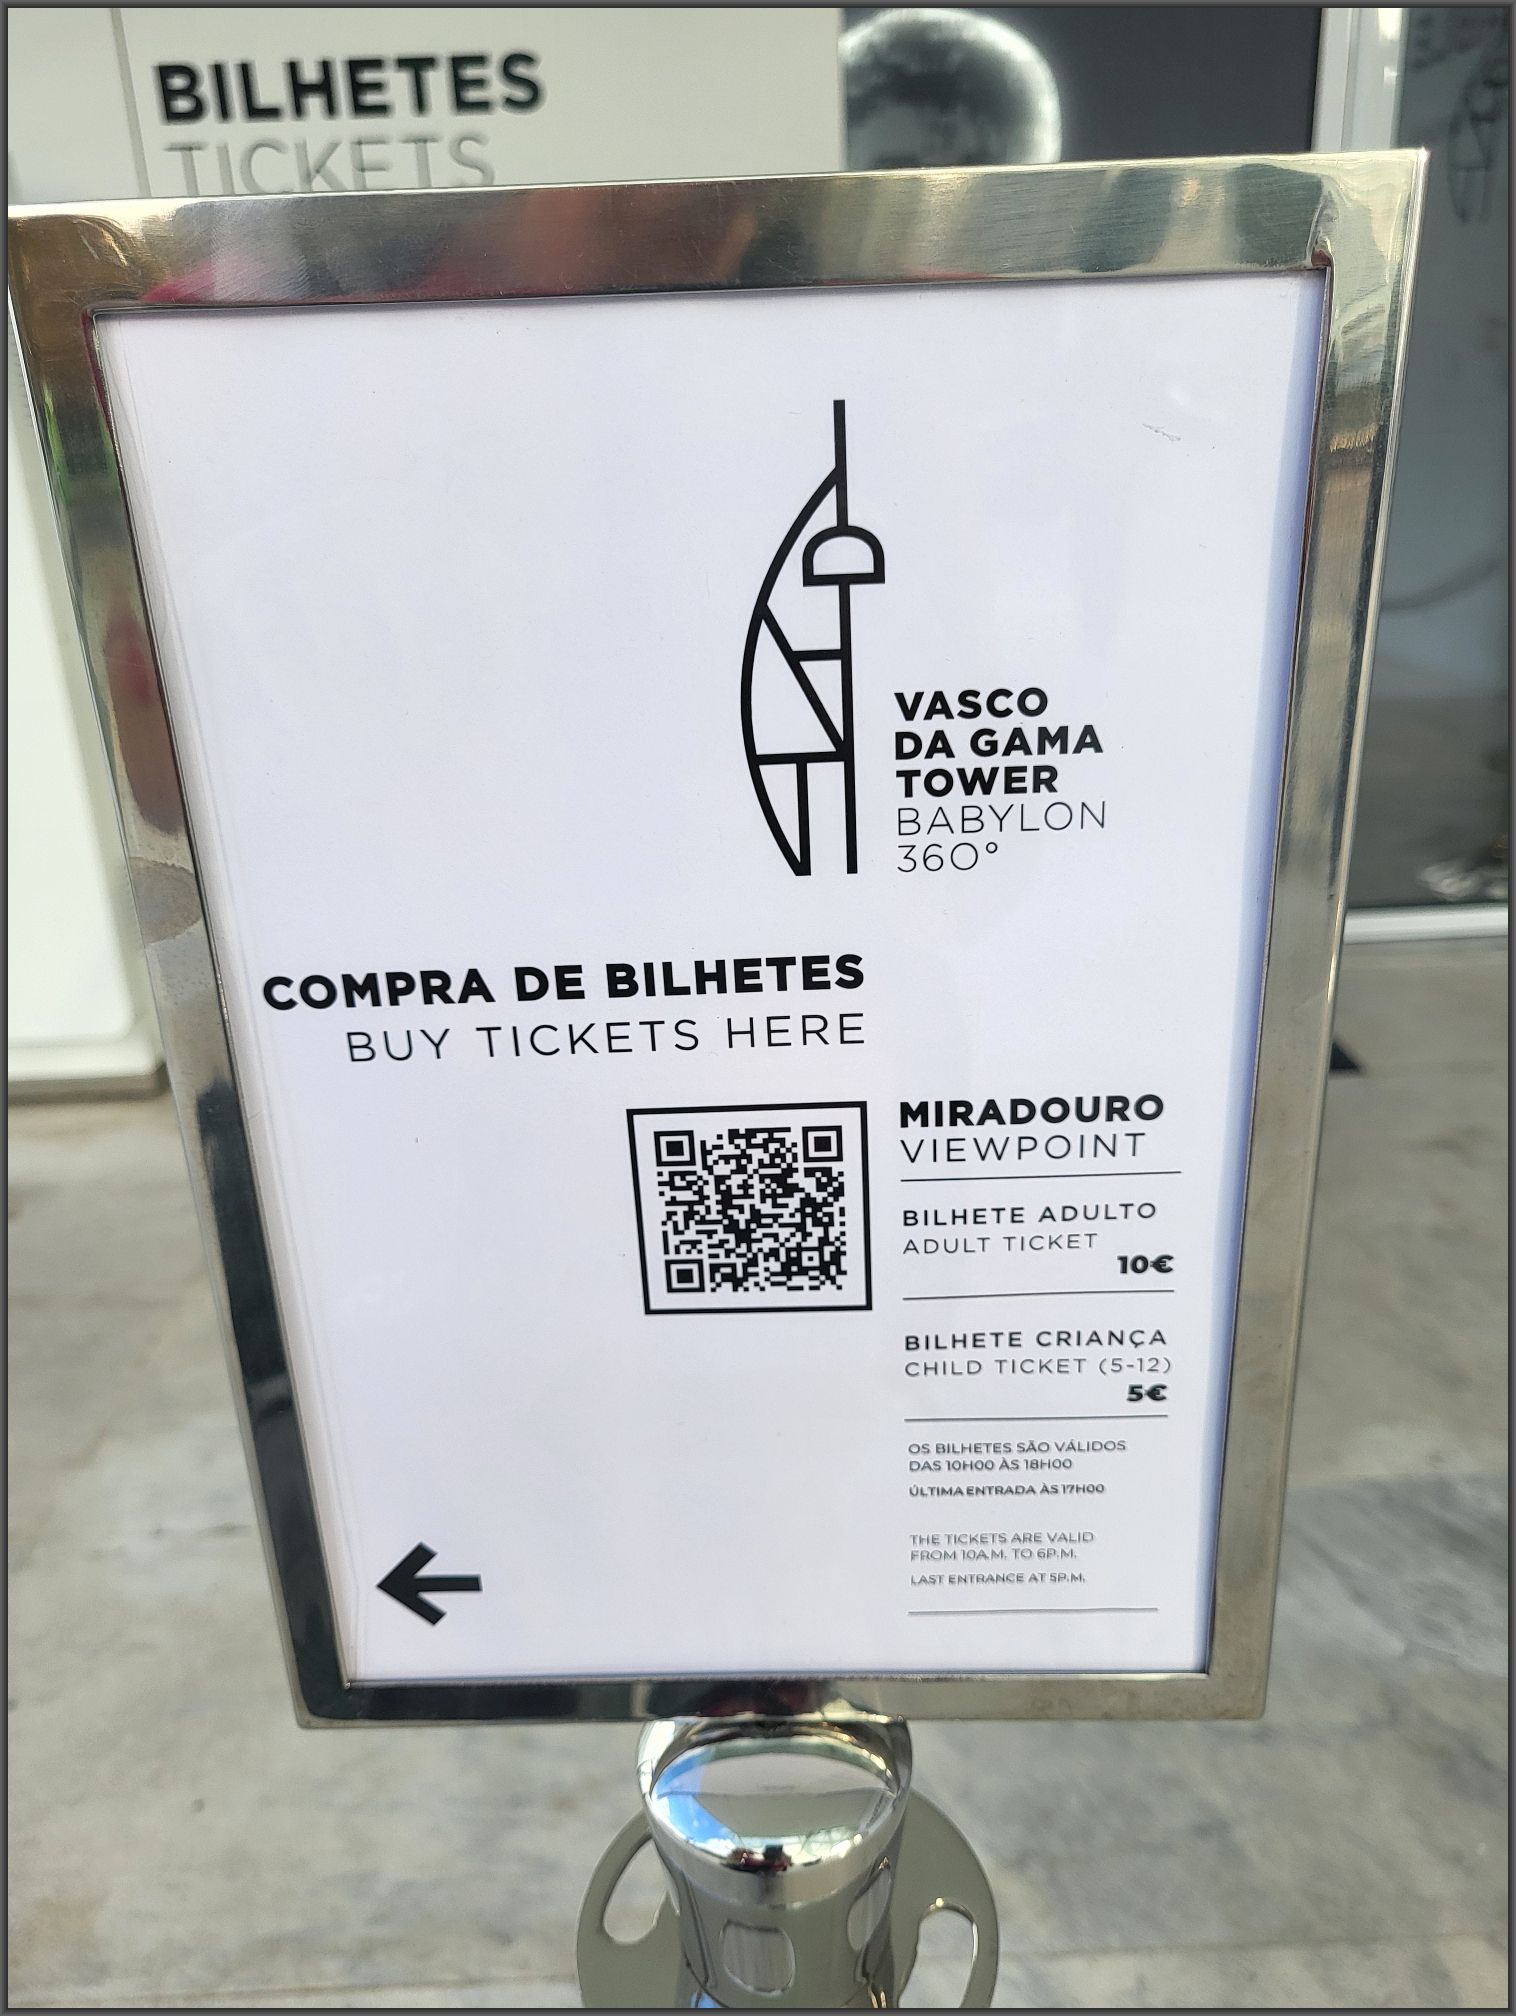 BILHETES
TICKETS
VASCO
DA GAMA
TOWER
BABYLON
360°
COMPRA DE BILHETES
BUY TICKETS HERE
MIRADOURO
VIEWPOINT
BILHETE ADULTO
ADULT TICKET
10€
BILHETE CRIANÇA
CHILD TICKET (5-12)
5€
OS BILHETES SÃO VÁLIDOS
DAS 10H00 ÀS 18H00
ÚLTIMA ENTRADA ÀS 17H00
THE TICKETS ARE VALID
FROM 10A.M. TO 6P.M.
LAST ENTRANCE AT 5P.M.